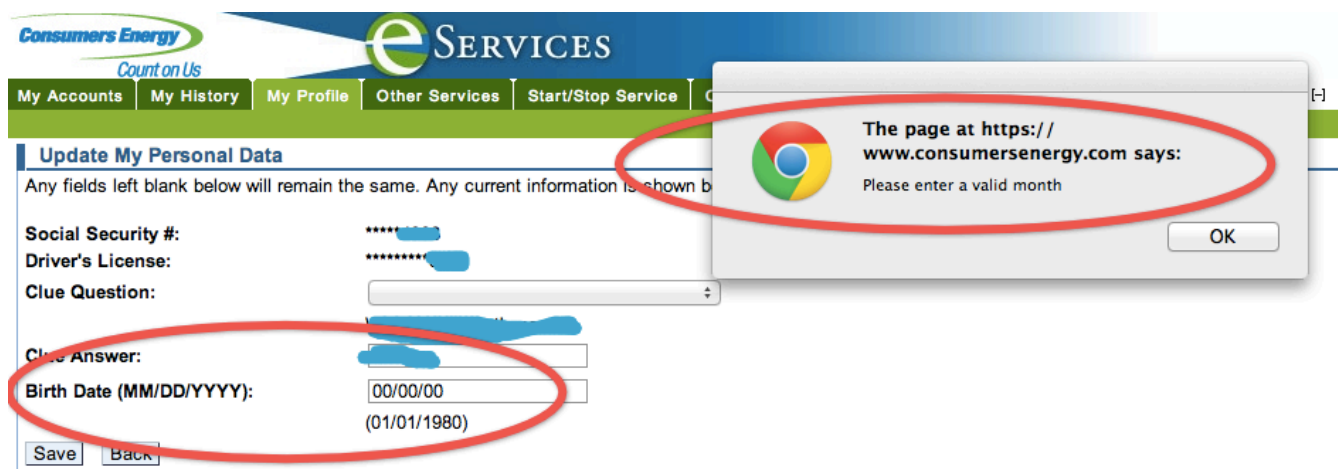 Consumers Energy
Count on Us
e SERVICES
My Accounts My History My Profile Other Services Start/Stop Service
[-]
The page at https://
www.consumersenergy.com says:
Please enter a valid month
OK
Update My Personal Data
Any fields left blank below will remain the same. Any current information is shown
Social Security #: *****
Driver's License: *********
Clue Question:
Clue Answer:
Birth Date (MM/DD/YYYY): 00/00/00
(01/01/1980)
Save Back